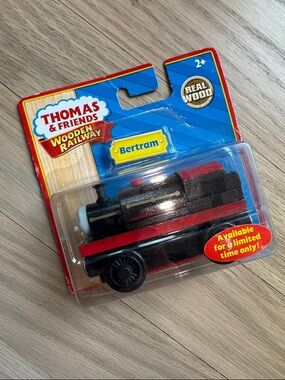 THOMAS
& FRIENDS
WOODEN
RAILWAY
2+
REAL
WOOD
Bertram
Available
for a limited
time only!